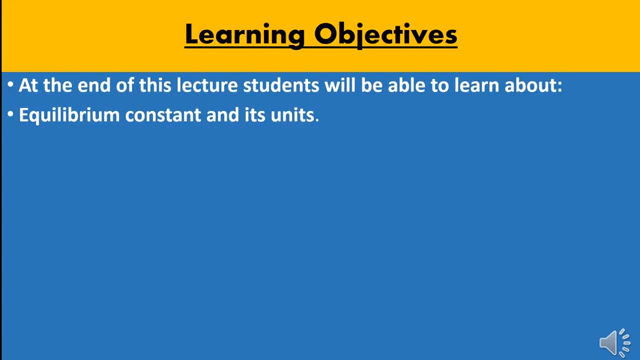 Learning Objectives
• At the end of this lecture students will be able to learn about:
• Equilibrium constant and its units.